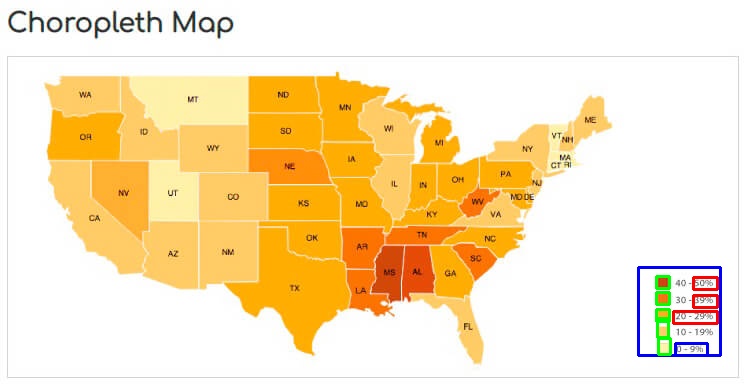 Choropleth Map
WA
MT
ND
MN
ME
OR
ID
SD
WI
MI
NY
VT
NH
WY
MA
CT RI
NE
IA
PA
NV
UT
CO
IL
IN
OH
NJ
CA
KS
MO
WV
MD DE
KY
VA
AZ
NM
OK
AR
TN
NC
TX
LA
MS
AL
GA
SC
FL
40 - 50%
30 - 39%
20 - 29%
10 - 19%
0 - 9%